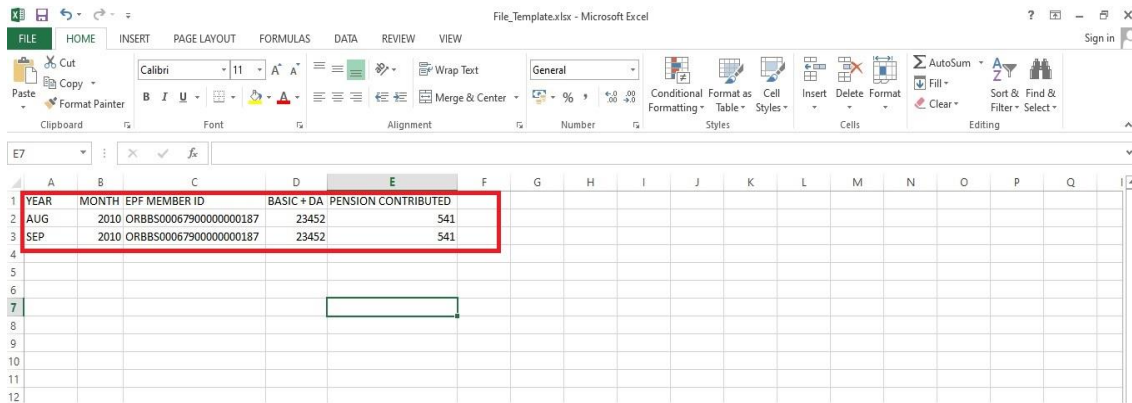 File_Template.xlsx - Microsoft Excel
Sign in
FILE HOME INSERT PAGE LAYOUT FORMULAS DATA REVIEW VIEW
Paste
Cut
Copy
Format Painter
Clipboard
Calibri 11
B I U
Font
Wrap Text
Merge & Center
Alignment
General
% ,
Number
Conditional Formatting
Format as Table
Cell Styles
Styles
Insert Delete Format
Cells
AutoSum
Fill
Clear
Sort & Filter
Find & Select
Editing
E7 fx
A B C D E F G H I J K L M N O P Q
1 YEAR MONTH EPF MEMBER ID BASIC + DA PENSION CONTRIBUTED
2 AUG 2010 ORBBS00067900000000187 23452 541
3 SEP 2010 ORBBS00067900000000187 23452 541
4
5
6
7
8
9
10
11
12